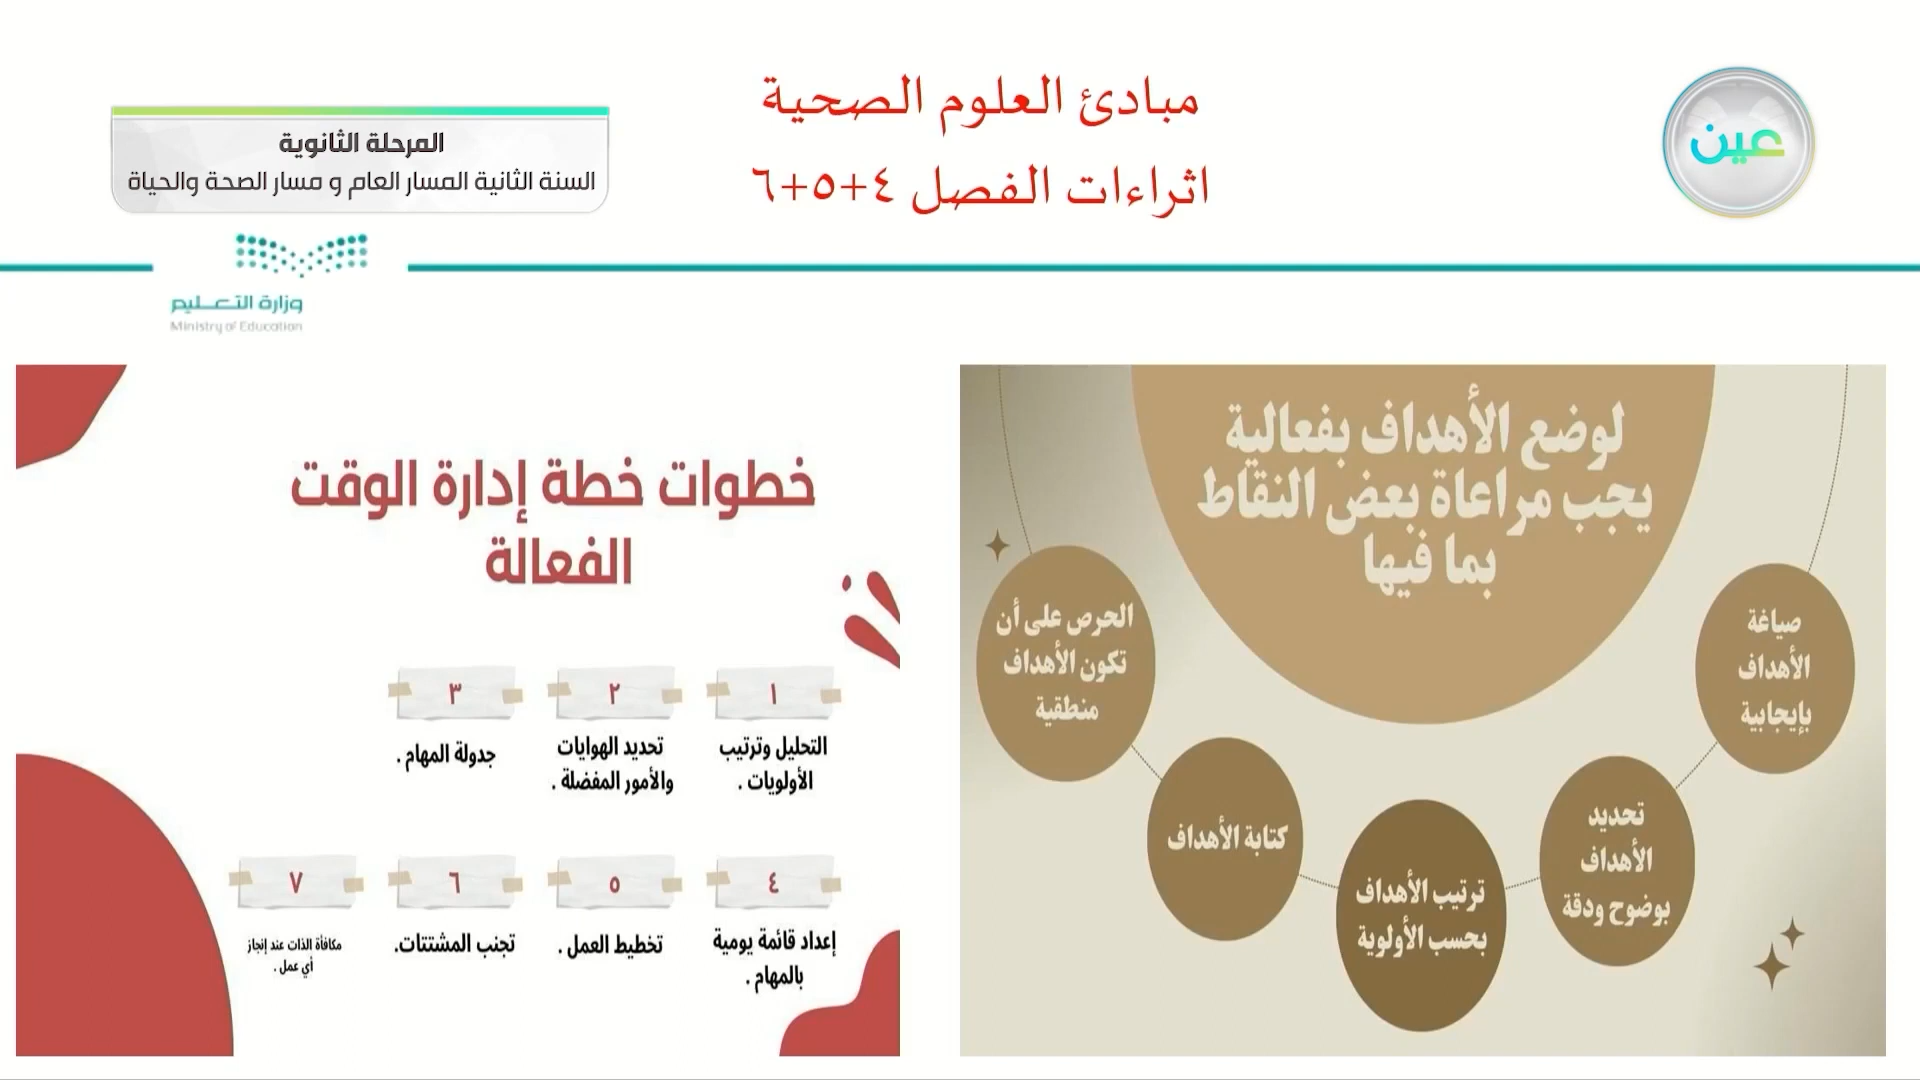 مبادئ العلوم الصحية
اثراءات الفصل ٤+٥+٦
عين
المرحلة الثانوية
السنة الثانية المسار العام و مسار الصحة والحياة
وزارة التعـــليم
Ministry of Education
لوضع الأهداف بفعالية
يجب مراعاة بعض النقاط
بما فيها
صياغة
الأهداف
بإيجابية
تحديد
الأهداف
بوضوح ودقة
ترتيب الأهداف
بحسب الأولوية
كتابة الأهداف
الحرص على أن
تكون الأهداف
منطقية
خطوات خطة إدارة الوقت
الفعالة
١
التحليل وترتيب
الأولويات .
٢
تحديد الهوايات
والأمور المفضلة .
٣
جدولة المهام .
٤
إعداد قائمة يومية
بالمهام .
٥
تخطيط العمل .
٦
تجنب المشتتات.
٧
مكافأة الذات عند إنجاز
أي عمل .